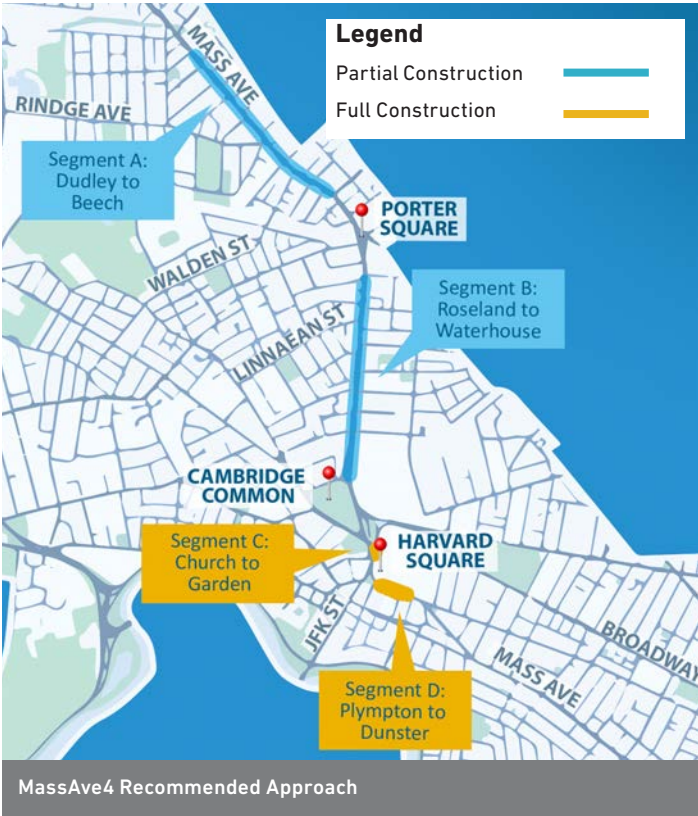 Legend
Partial Construction
Full Construction
MASS AVE
RINDGE AVE
Segment A:
Dudley to
Beech
PORTER
SQUARE
WALDEN ST
Segment B:
Roseland to
Waterhouse
LINNAEAN ST
CAMBRIDGE
COMMON
Segment C:
Church to
Garden
HARVARD
SQUARE
JFK ST
BROADWAY
MASS AVE
Segment D:
Plympton to
Dunster
MassAve4 Recommended Approach